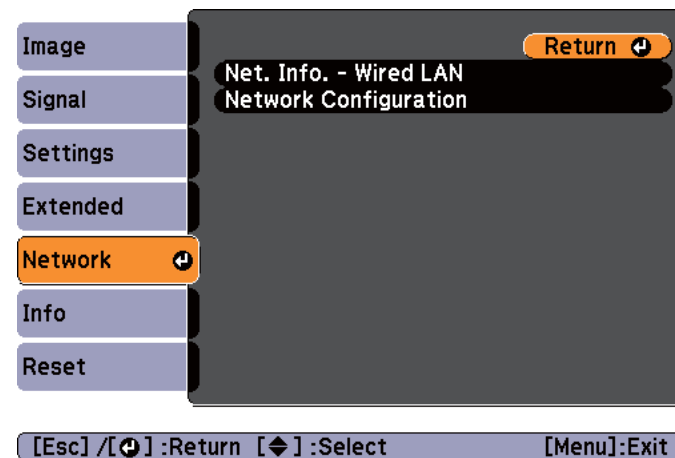 Image
Signal
Settings
Extended
Network
Info
Reset
Return
Net. Info. - Wired LAN
Network Configuration
[Esc] /[ ] :Return [ ] :Select [Menu]:Exit